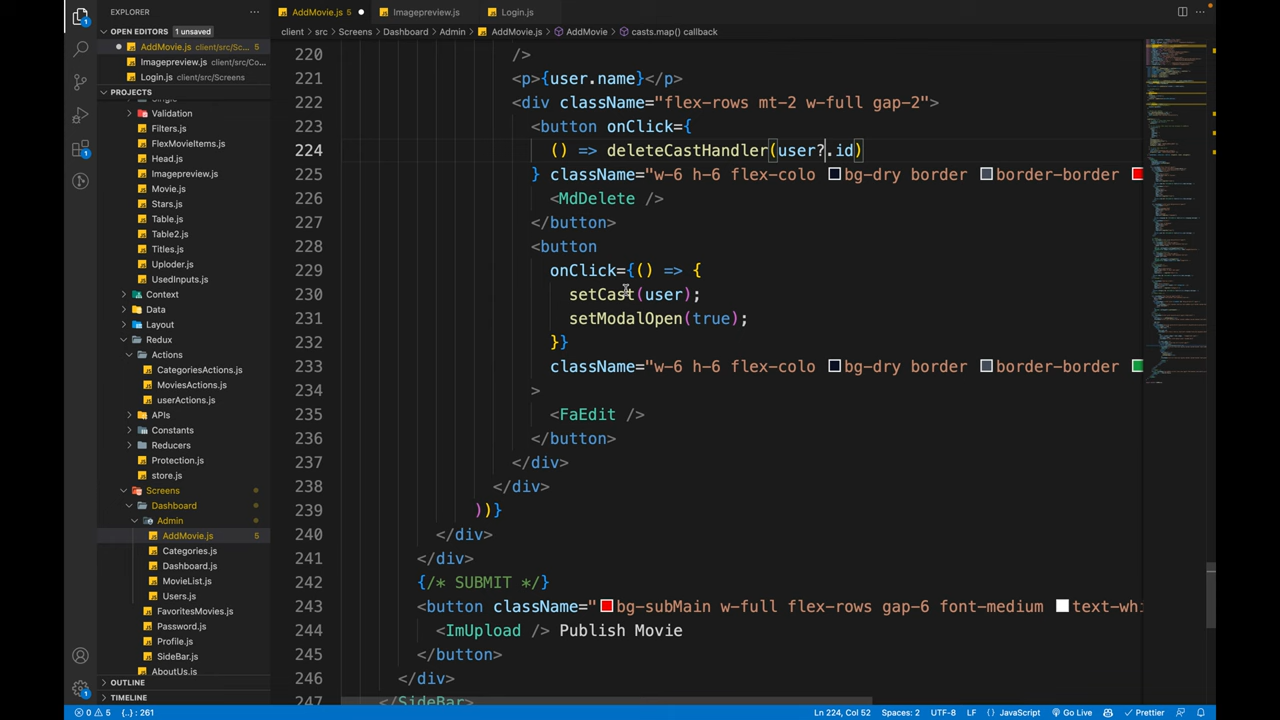 EXPLORER
···
OPEN EDITORS 1 unsaved
AddMovie.js client/src/Sc... 5
Imagepreview.js client/src/Co...
Login.js client/src/Screens
PROJECTS
Validation
Filters.js
FlexMovieItems.js
Head.js
Imagepreview.js
Movie.js
Stars.js
Table.js
Table2.js
Titles.js
Uploder.js
UsedInputs.js
Context
Data
Layout
Redux
Actions
CategoriesActions.js
MoviesActions.js
userActions.js
APIs
Constants
Reducers
Protection.js
store.js
Screens
Dashboard
Admin
AddMovie.js 5
Categories.js
Dashboard.js
MovieList.js
Users.js
FavoritesMovies.js
Password.js
Profile.js
SideBar.js
AboutUs.js
OUTLINE
TIMELINE
AddMovie.js 5
Imagepreview.js
Login.js
client > src > Screens > Dashboard > Admin > AddMovie.js > AddMovie > casts.map() callback
220 />
221 <p>{user.name}</p>
222 <div className="flex-rows mt-2 w-full gap-2">
223 <button onClick={
224 () => deleteCastHandler(user?.id)
225 } className="w-6 h-6 flex-colo bg-dry border border-border
226 <MdDelete />
227 </button>
228 <button
229 onClick={() => {
230 setCast(user);
231 setModalOpen(true);
232 }}
233 className="w-6 h-6 flex-colo bg-dry border border-border
234 >
235 <FaEdit />
236 </button>
237 </div>
238 </div>
239 ))}
240 </div>
241 </div>
242 {/* SUBMIT */}
243 <button className="bg-subMain w-full flex-rows gap-6 font-medium text-whi
244 <ImUpload /> Publish Movie
245 </button>
246 </div>
247 </SideBar>
0 5 {..} : 261 Ln 224, Col 52 Spaces: 2 UTF-8 LF {} JavaScript Go Live Prettier